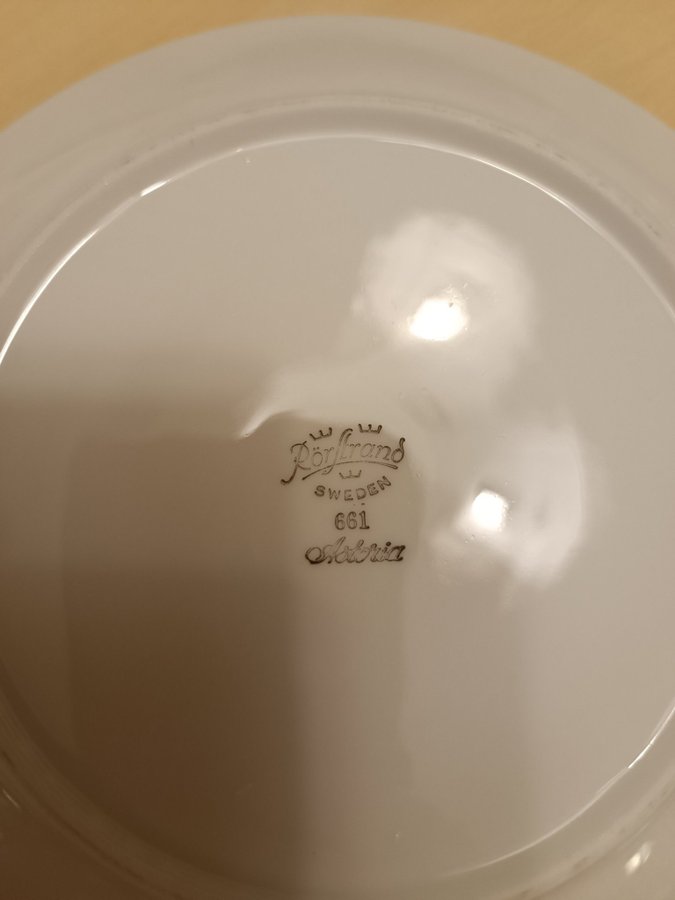 Rörstrand
SWEDEN
661
Astoria